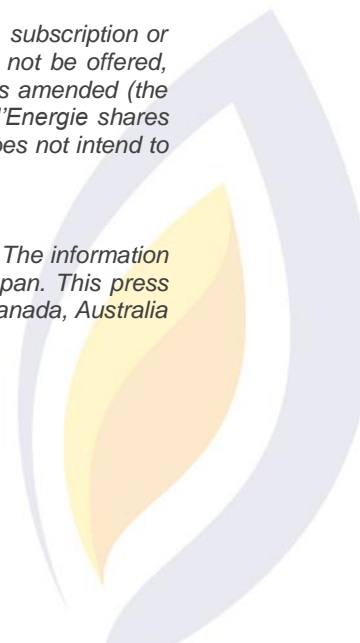 subscription or
not be offered,
s amended (the
l'Energie shares
oes not intend to
The information
pan. This press
anada, Australia